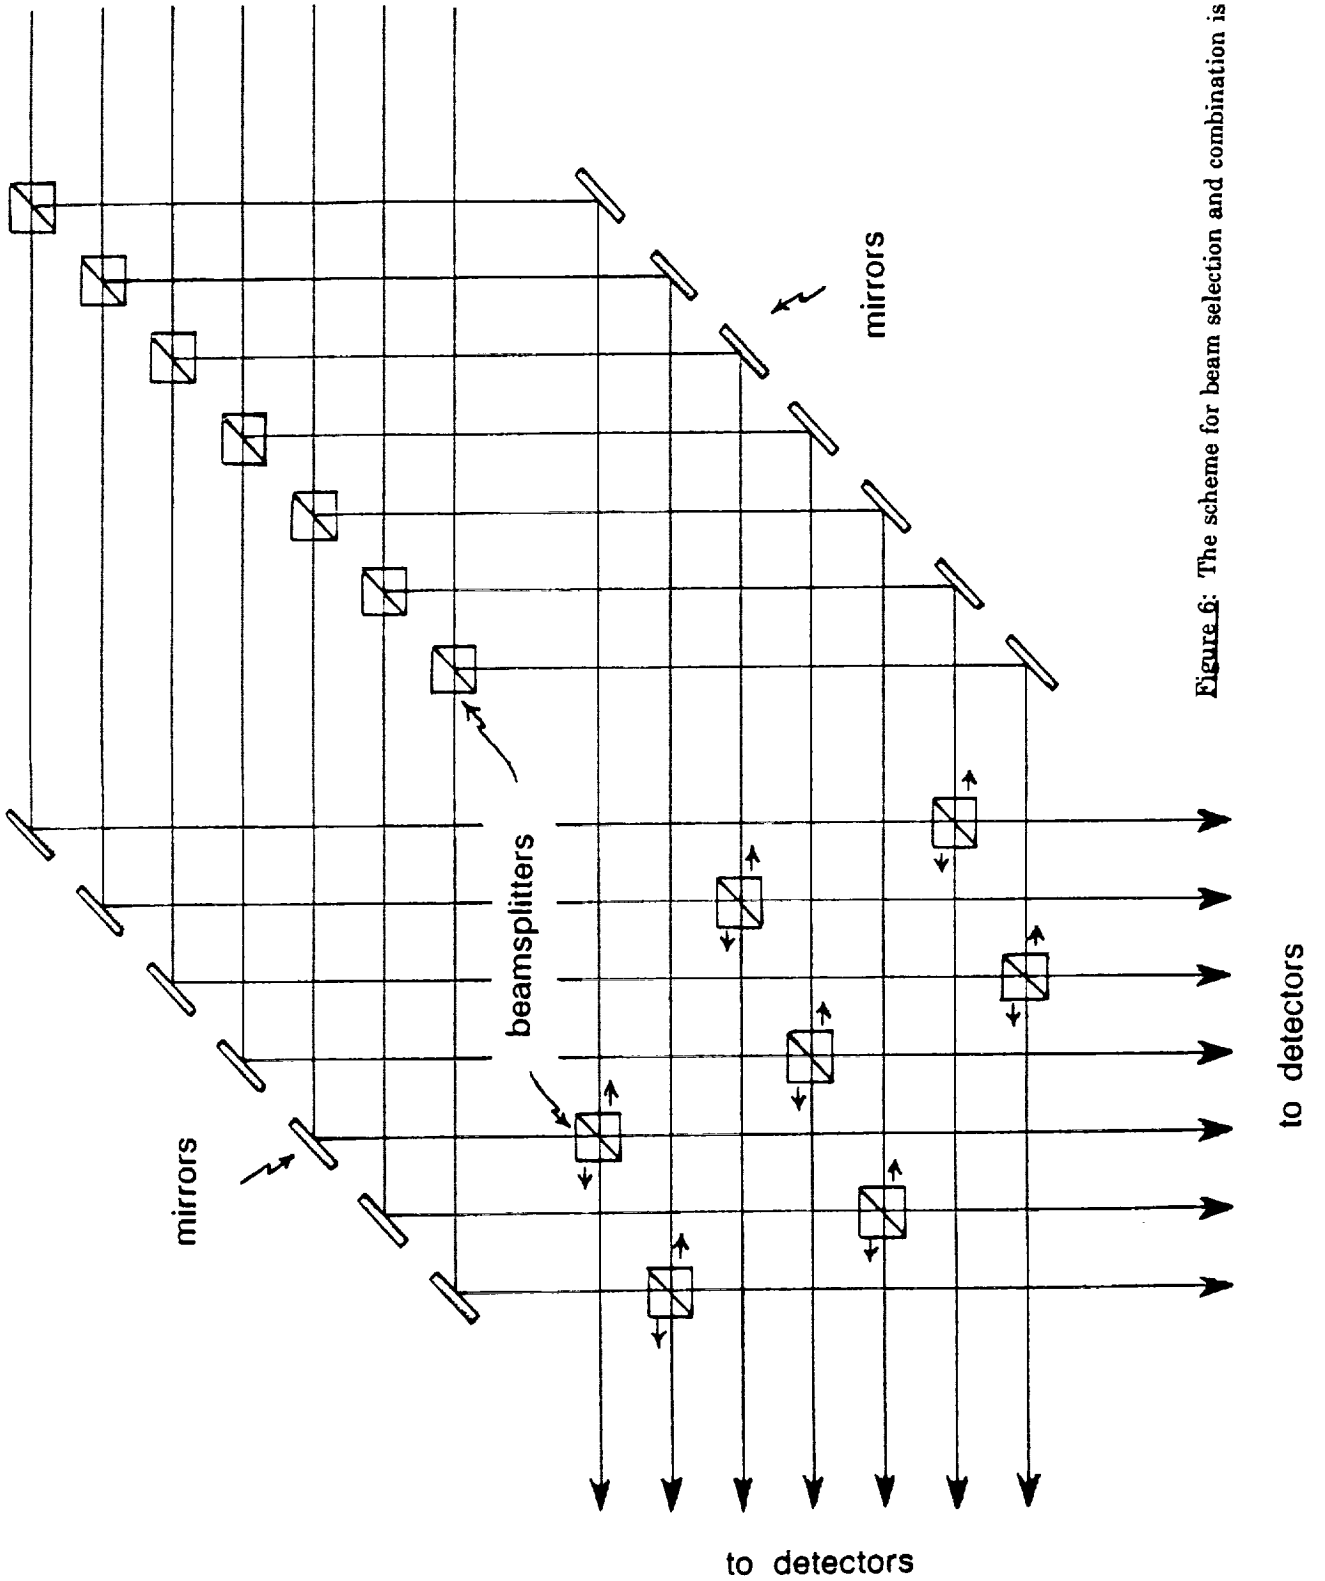 mirrors
beamsplitters
mirrors
to detectors
to detectors
Figure 6: The scheme for beam selection and combination is